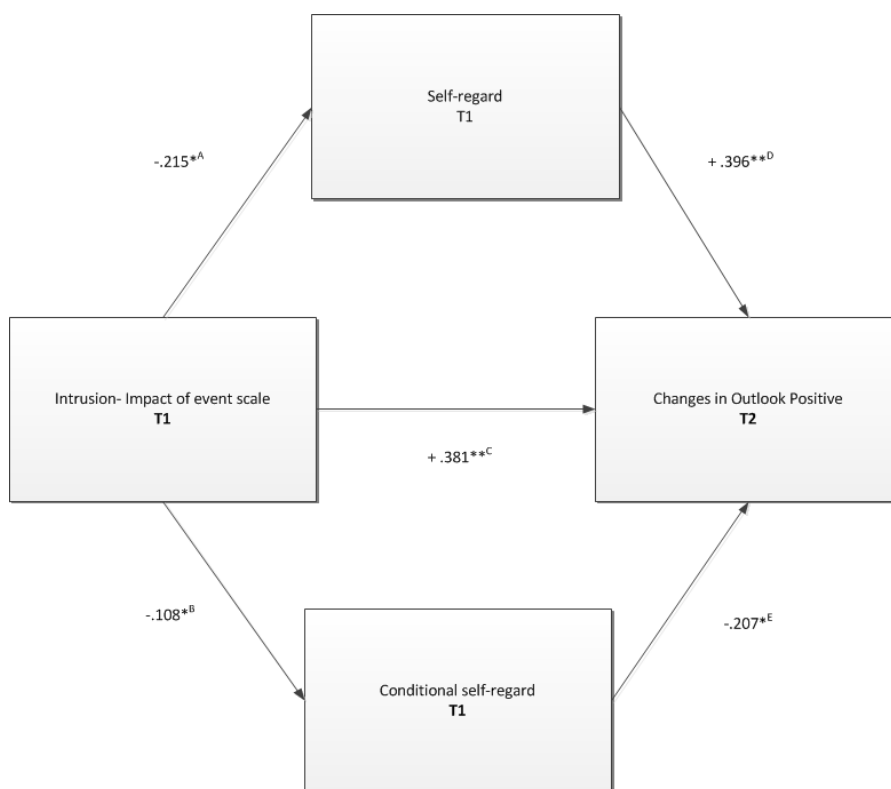 Self-regard
T1
-.215*ᴬ
+ .396**ᴰ
Intrusion- Impact of event scale
T1
Changes in Outlook Positive
T2
+ .381**ᶜ
-.108*ᴮ
-.207*ᴱ
Conditional self-regard
T1